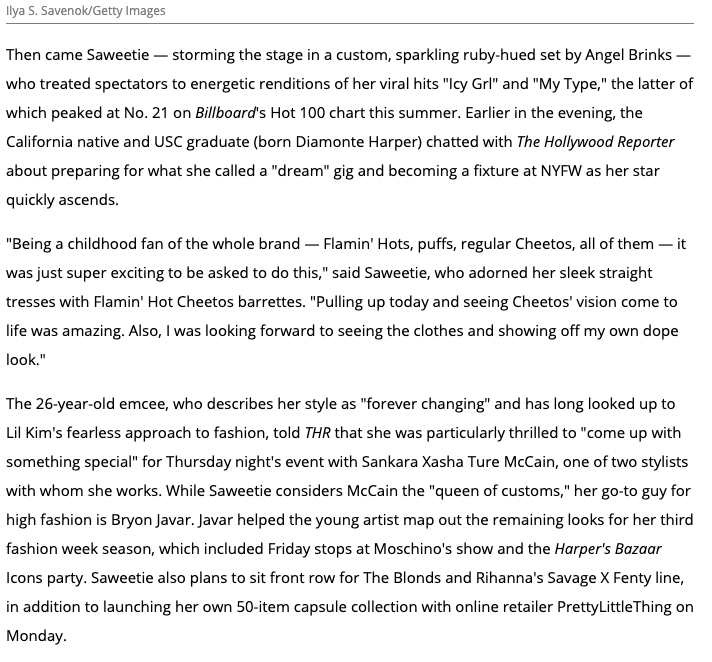 Ilya S. Savenok/Getty Images
Then came Saweetie — storming the stage in a custom, sparkling ruby-hued set by Angel Brinks —
who treated spectators to energetic renditions of her viral hits "Icy Grl" and "My Type," the latter of
which peaked at No. 21 on Billboard's Hot 100 chart this summer. Earlier in the evening, the
California native and USC graduate (born Diamonte Harper) chatted with The Hollywood Reporter
about preparing for what she called a "dream" gig and becoming a fixture at NYFW as her star
quickly ascends.
"Being a childhood fan of the whole brand — Flamin' Hots, puffs, regular Cheetos, all of them — it
was just super exciting to be asked to do this," said Saweetie, who adorned her sleek straight
tresses with Flamin' Hot Cheetos barrettes. "Pulling up today and seeing Cheetos' vision come to
life was amazing. Also, I was looking forward to seeing the clothes and showing off my own dope
look."
The 26-year-old emcee, who describes her style as "forever changing" and has long looked up to
Lil Kim's fearless approach to fashion, told THR that she was particularly thrilled to "come up with
something special" for Thursday night's event with Sankara Xasha Ture McCain, one of two stylists
with whom she works. While Saweetie considers McCain the "queen of customs," her go-to guy for
high fashion is Bryon Javar. Javar helped the young artist map out the remaining looks for her third
fashion week season, which included Friday stops at Moschino's show and the Harper's Bazaar
Icons party. Saweetie also plans to sit front row for The Blonds and Rihanna's Savage X Fenty line,
in addition to launching her own 50-item capsule collection with online retailer PrettyLittleThing on
Monday.